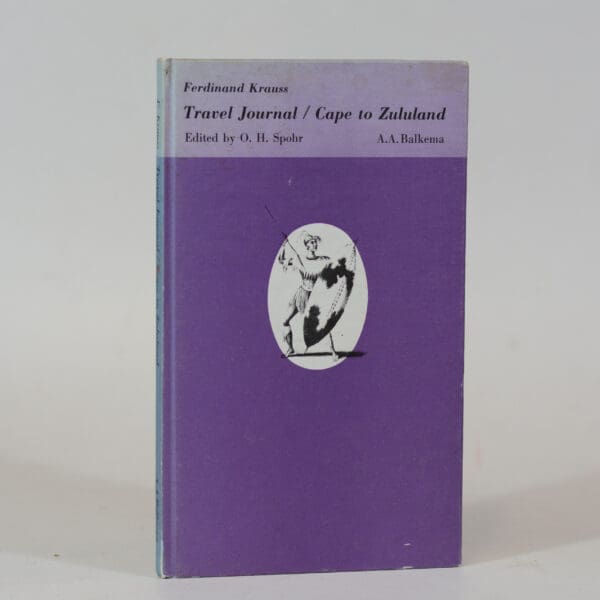 Ferdinand Krauss
Travel Journal / Cape to Zululand
Edited by O. H. Spohr A.A.Balkema